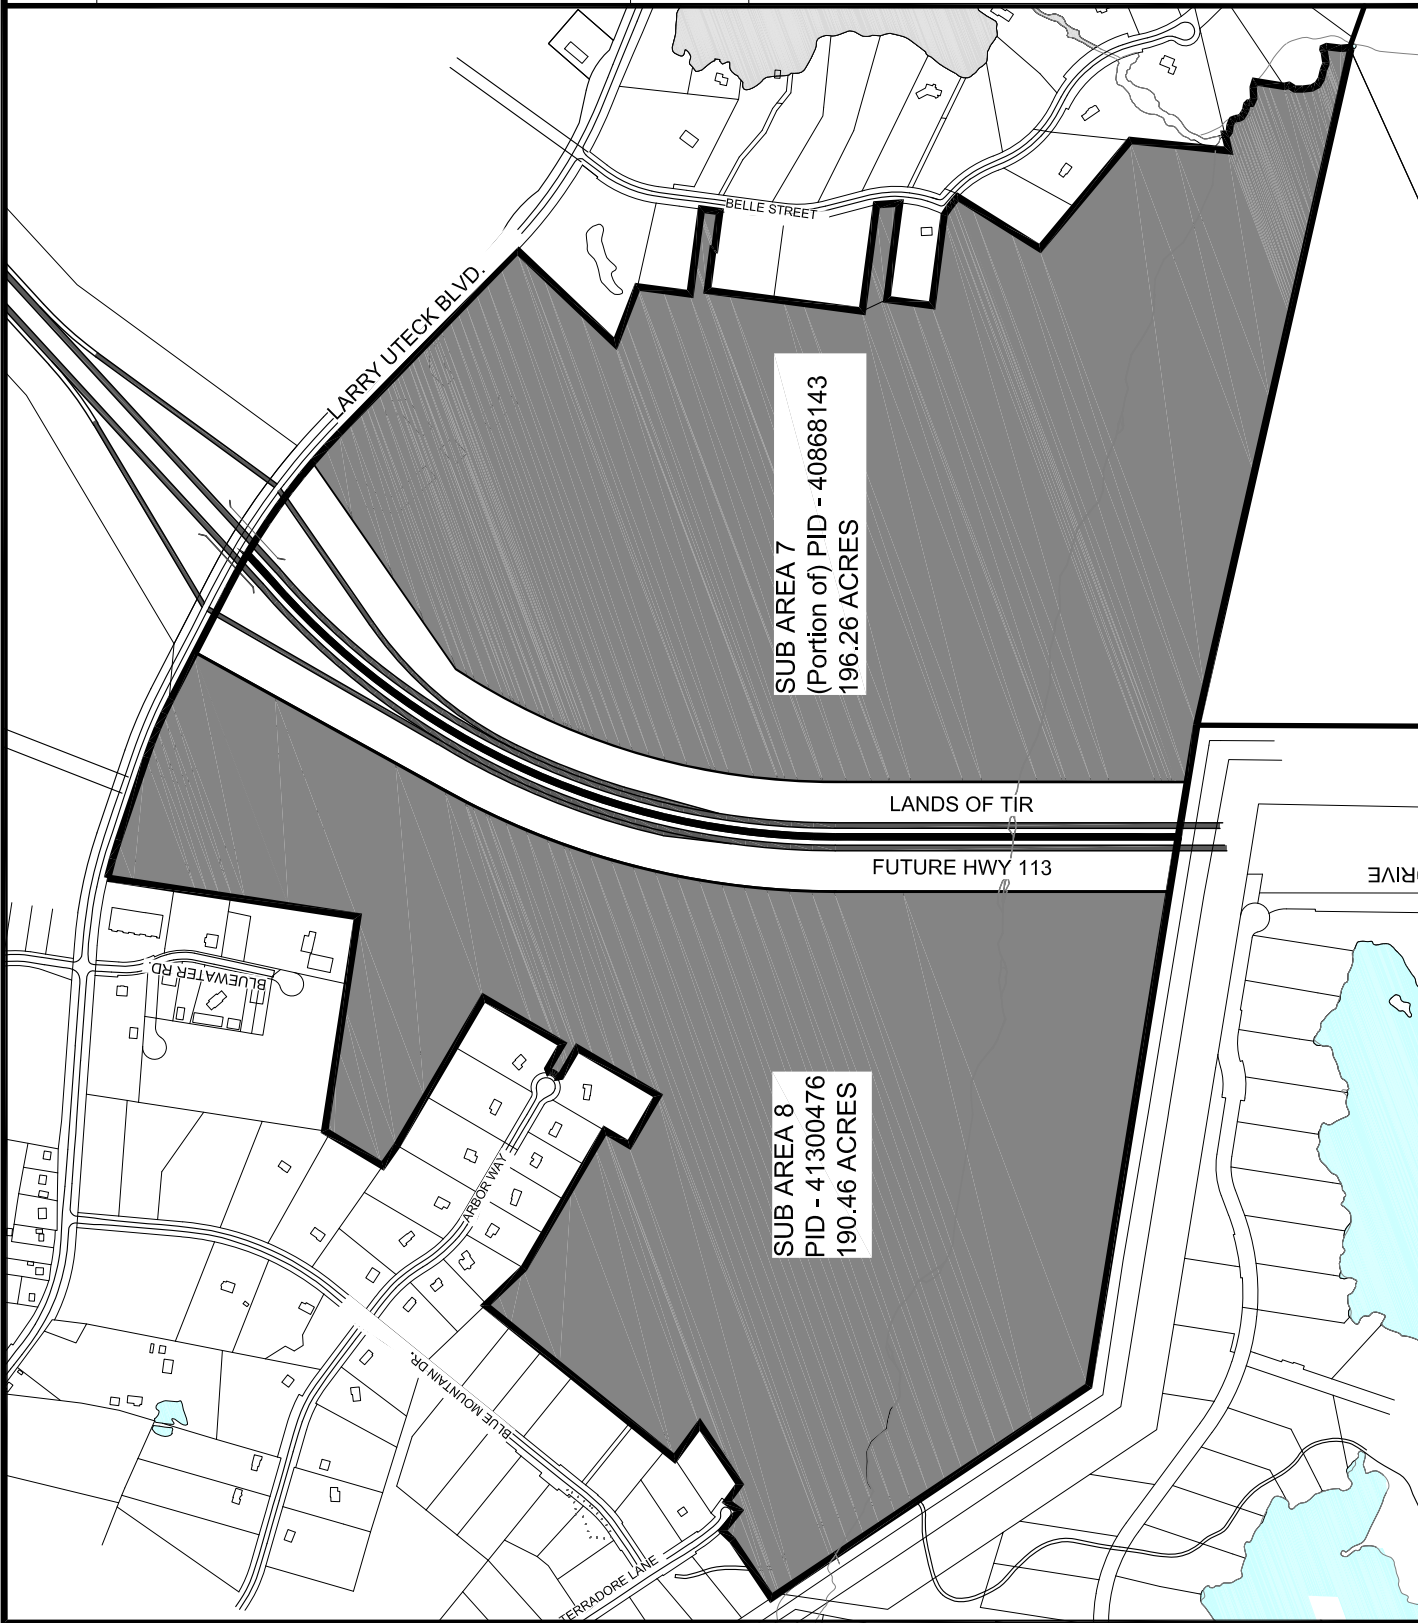 BELLE STREET
LARRY UTECK BLVD.
SUB AREA 7
(Portion of) PID - 40868143
196.26 ACRES
LANDS OF TIR
FUTURE HWY 113
DRIVE
BLUEWATER RD.
SUB AREA 8
PID - 41300476
190.46 ACRES
ARBOR WAY
BLUE MOUNTAIN DR.
TERRADORE LANE